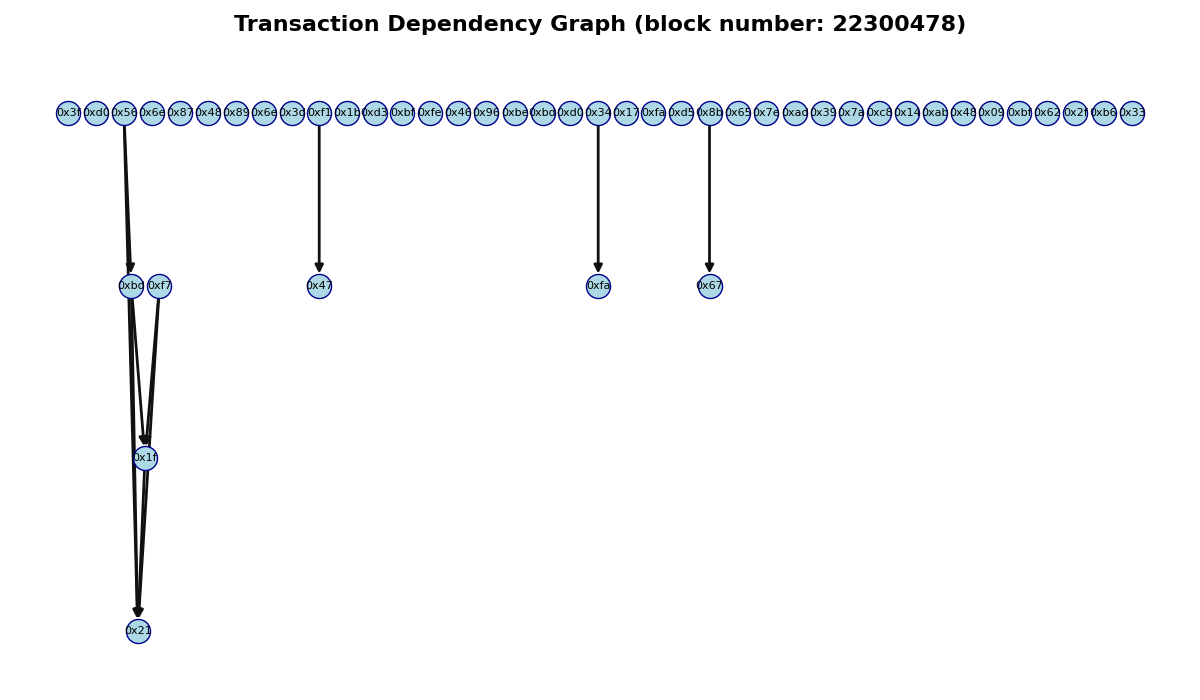 Transaction Dependency Graph (block number: 22300478)
0x3f 0xd0 0x56 0x6e 0x87 0x48 0x89 0x6e 0x3d 0xf1 0x1b 0xd3 0xbf 0xfe 0x46 0x96 0xbe 0xbd 0xd0 0x34 0x17 0xfa 0xd5 0x8b 0x65 0x7e 0xad 0x39 0x7a 0xc8 0x14 0xab 0x48 0x09 0xbf 0x62 0x2f 0xb6 0x33
0xbd 0xf7 0x47 0xfa 0x67
0x1f
0x21